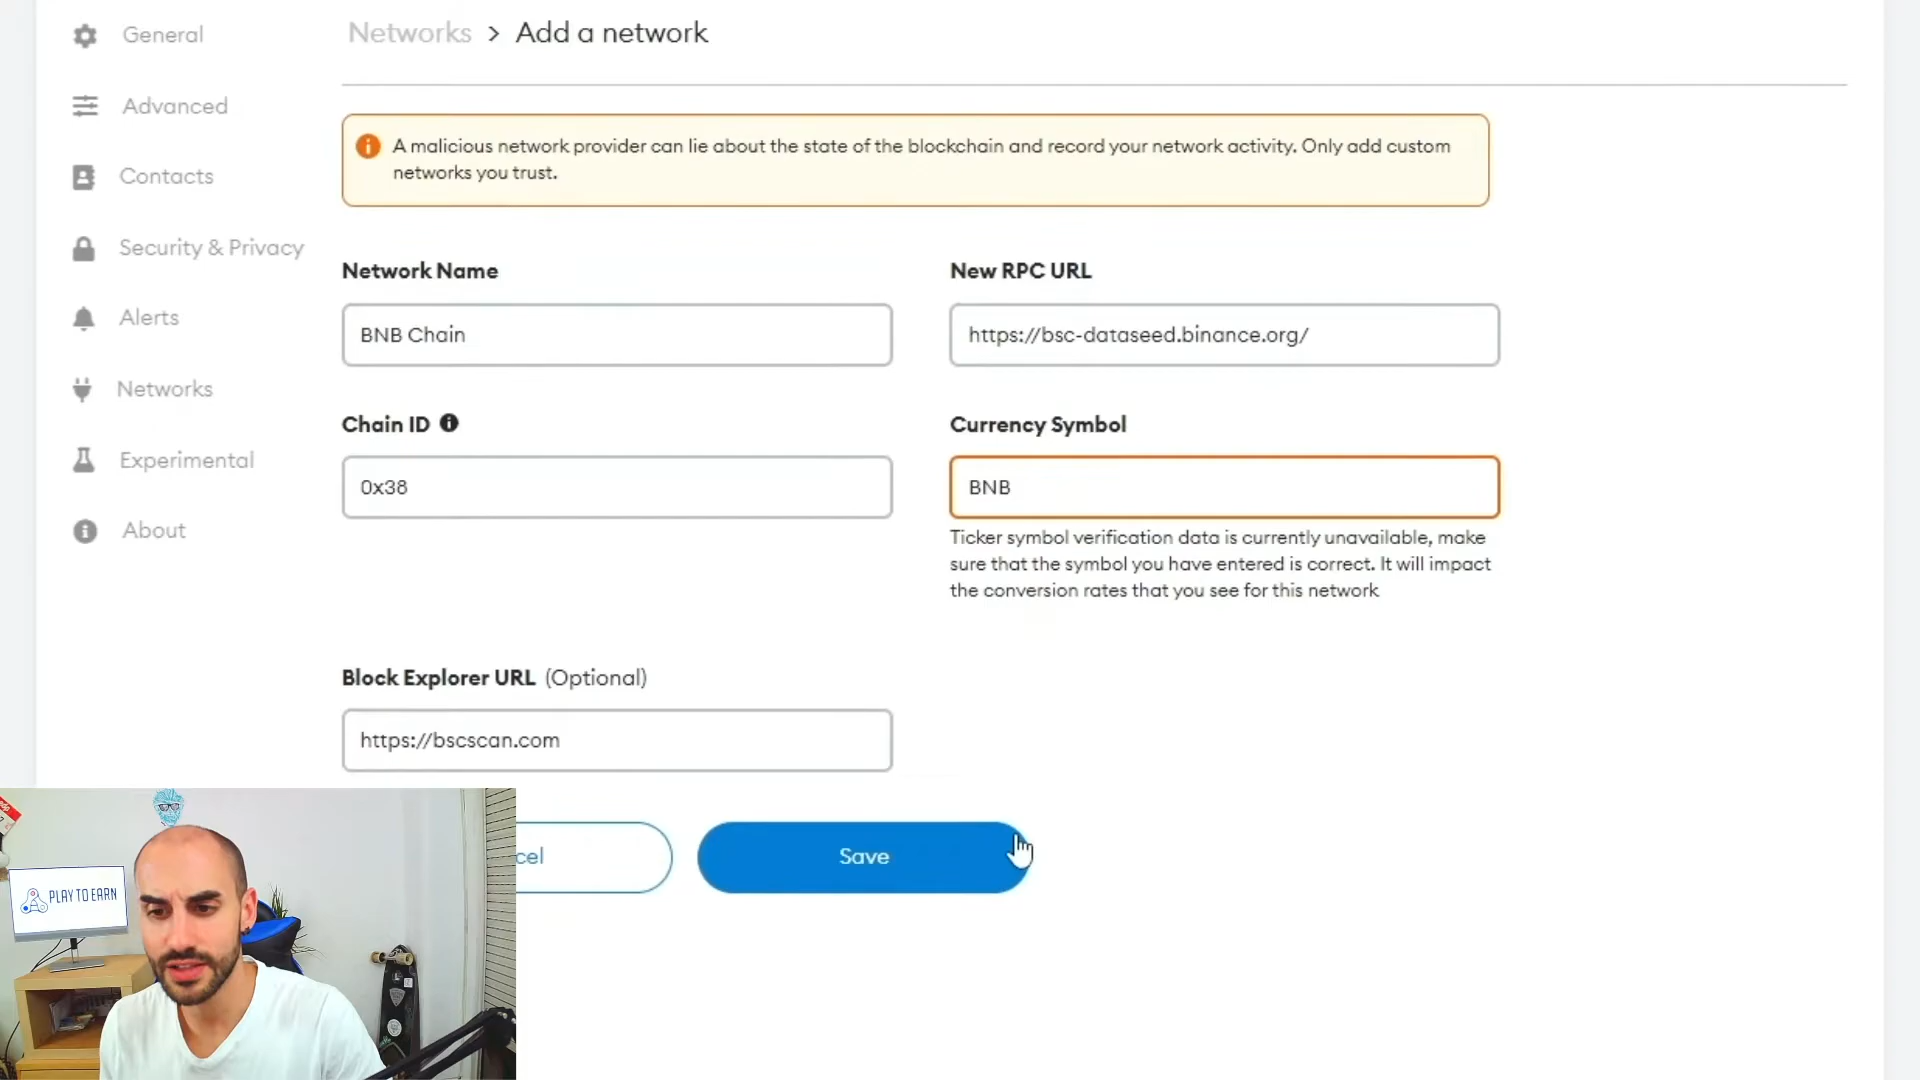 General
Advanced
Contacts
Security & Privacy
Alerts
Networks
Experimental
About
Networks > Add a network
A malicious network provider can lie about the state of the blockchain and record your network activity. Only add custom
networks you trust.
Network Name
BNB Chain
New RPC URL
https://bsc-dataseed.binance.org/
Chain ID
0x38
Currency Symbol
BNB
Ticker symbol verification data is currently unavailable, make
sure that the symbol you have entered is correct. It will impact
the conversion rates that you see for this network
Block Explorer URL (Optional)
https://bscscan.com
cel
Save
PLAY TO EARN